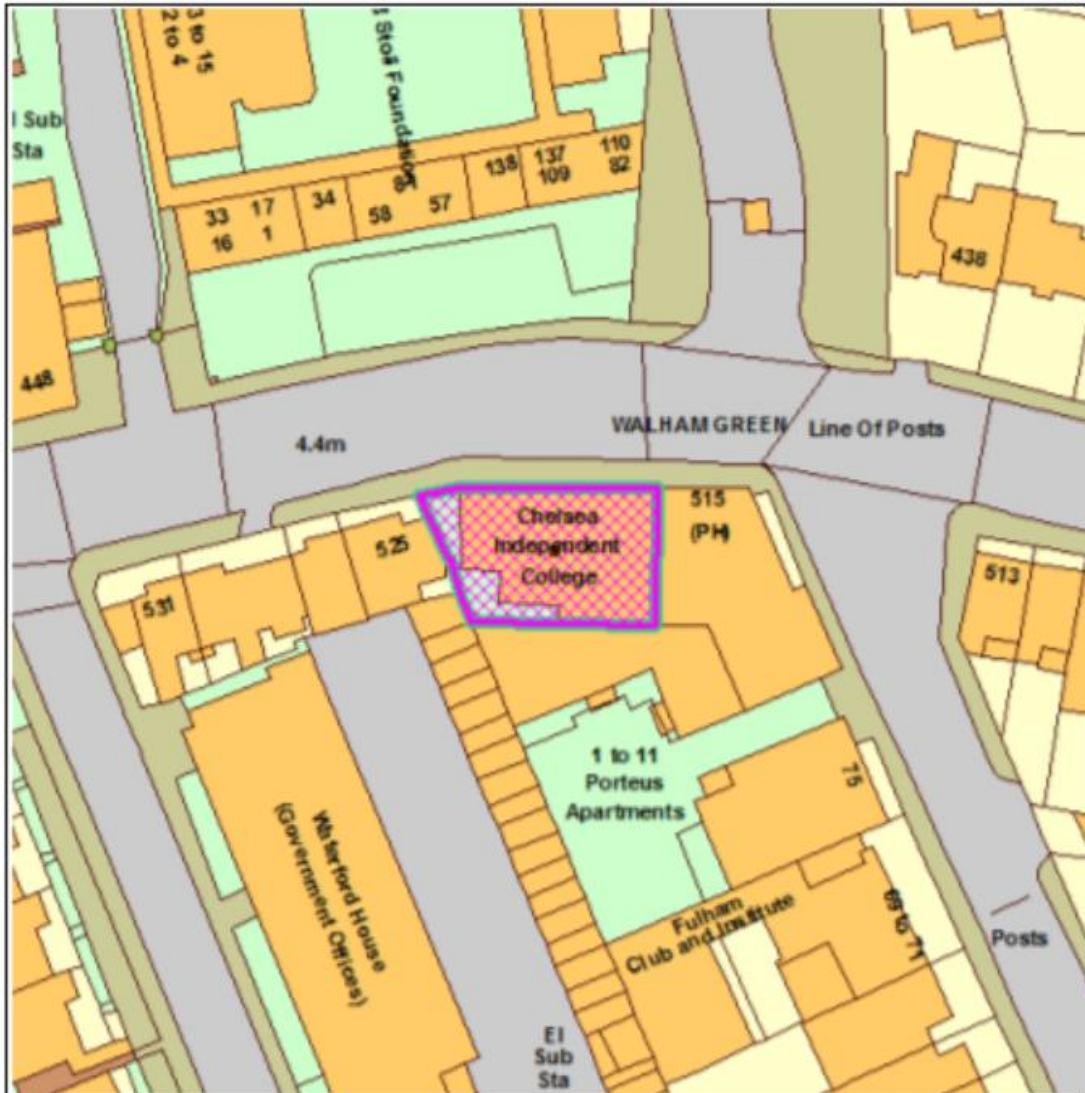 3 to 15
2 to 4
t Stoll Foundation
l Sub
Sta
33 17
16 1
34
58 57
138
137
109
110
82
438
448
4.4m
WALHAM GREEN
Line Of Posts
Chelsea
Independent
College
515
(PH)
525
531
513
1 to 11
Porteus
Apartments
75
Waterford House
(Government Offices)
Fulham
Club and Institute
69 to 71
Posts
El
Sub
Sta